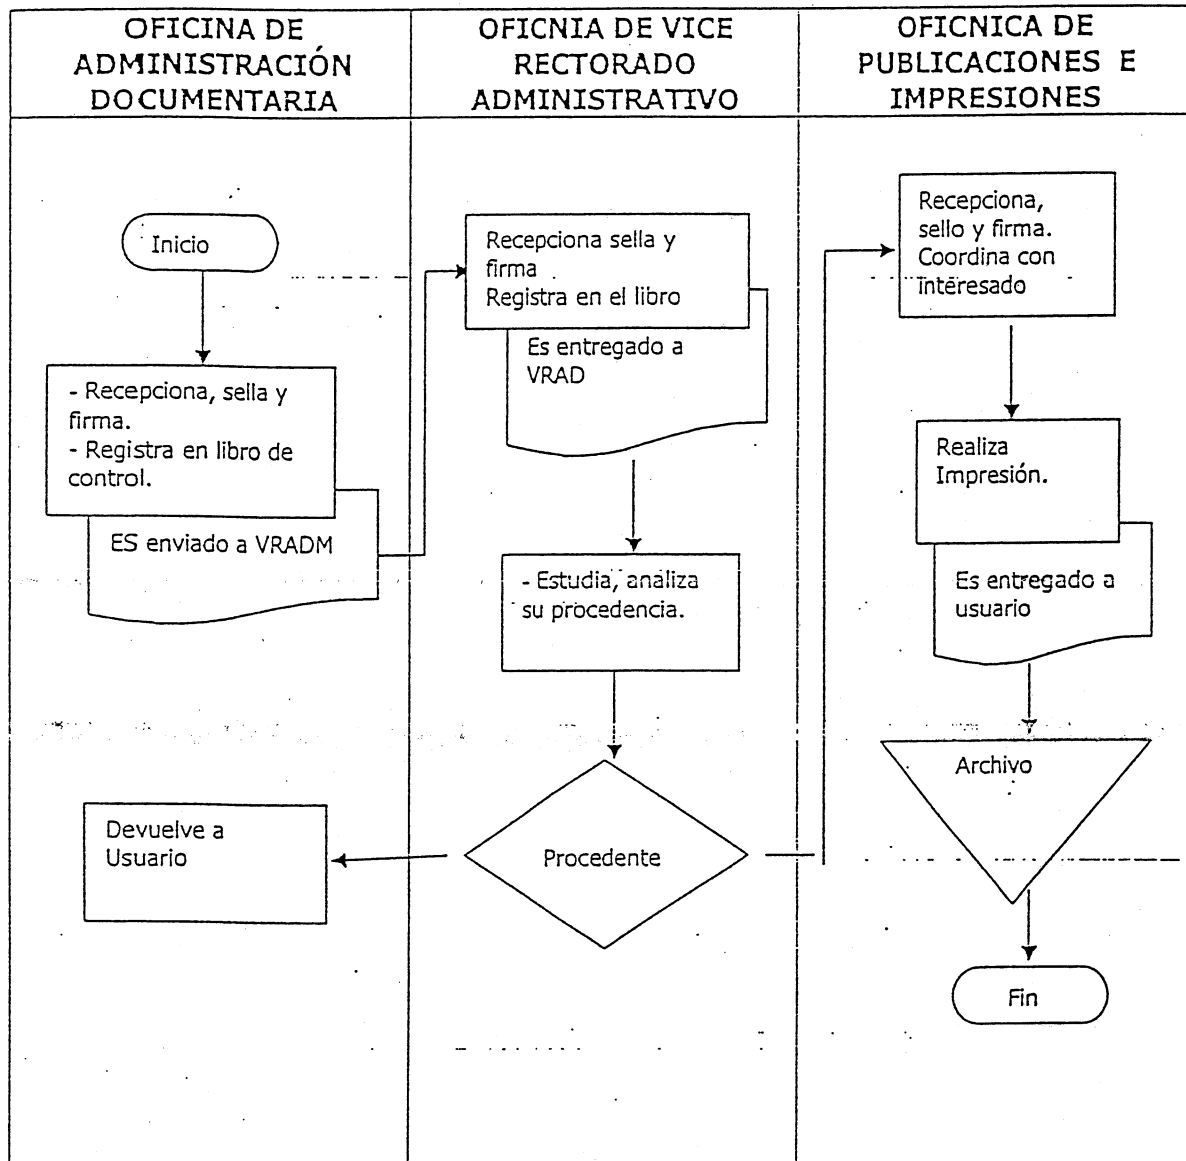 OFICINA DE
ADMINISTRACIÓN
DOCUMENTARIA
OFICNIA DE VICE
RECTORADO
ADMINISTRATIVO
OFICNICA DE
PUBLICACIONES E
IMPRESIONES
Inicio
- Recepciona, sella y
firma.
- Registra en libro de
control.
ES enviado a VRADM
Devuelve a
Usuario
Recepciona sella y
firma
Registra en el libro
Es entregado a
VRAD
- Estudia, analiza
su procedencia.
Procedente
Recepciona,
sello y firma.
Coordina con
interesado
Realiza
Impresión.
Es entregado a
usuario
Archivo
Fin